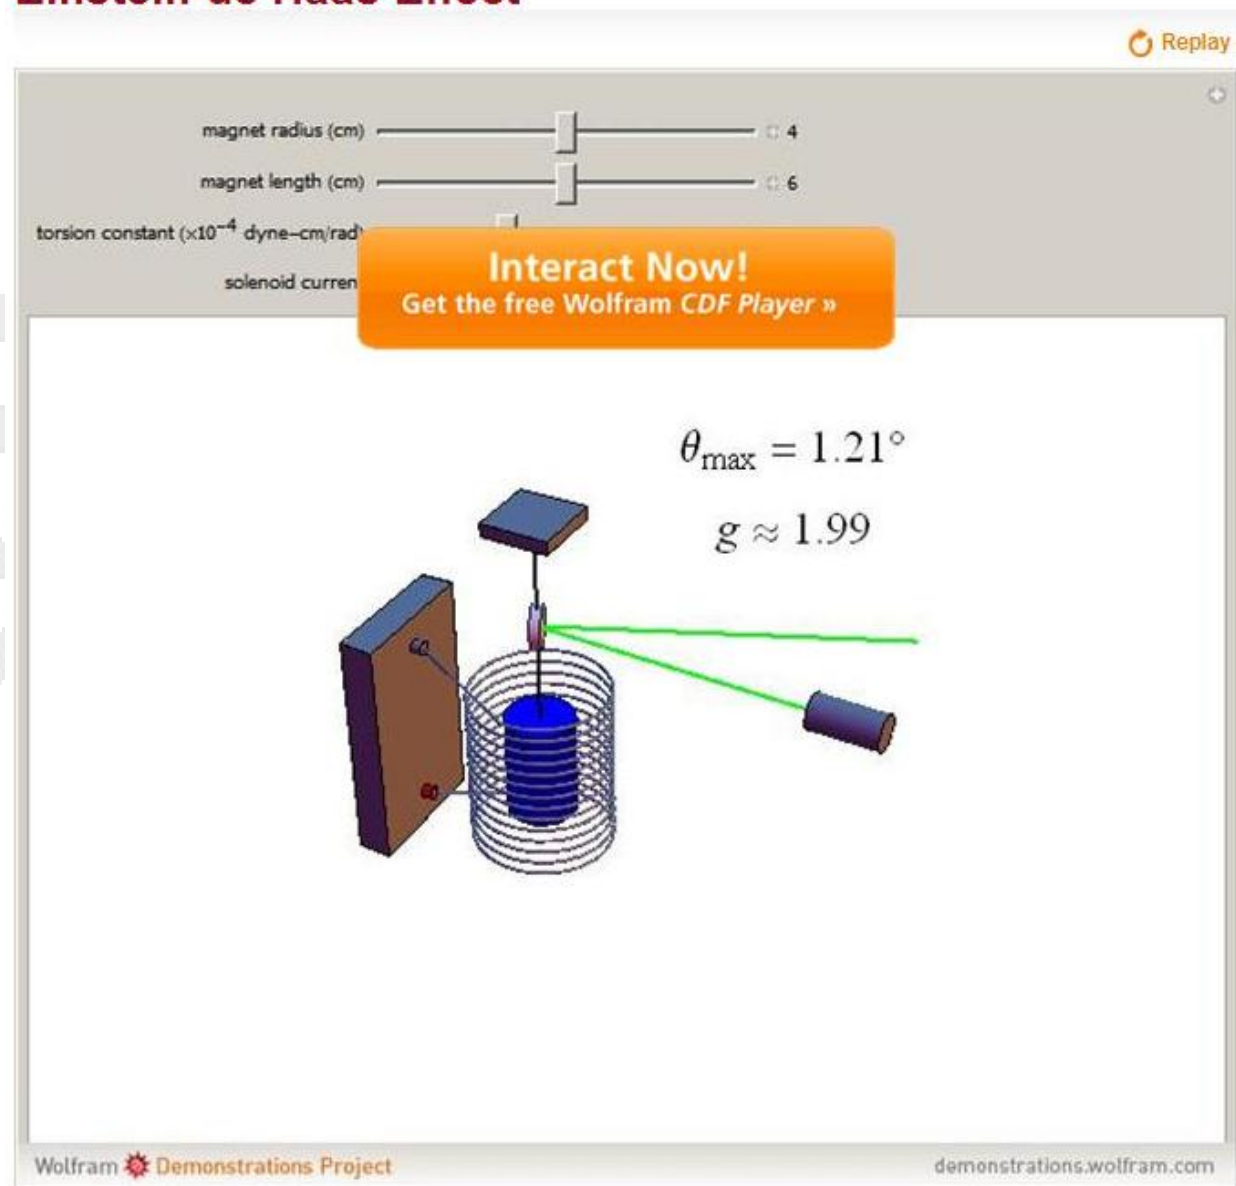 Replay
magnet radius (cm) 4
magnet length (cm) 6
torsion constant (×10⁻⁴ dyne–cm/rad)
solenoid curren
Interact Now!
Get the free Wolfram CDF Player »
θmax = 1.21°
g ≈ 1.99
Wolfram Demonstrations Project
demonstrations.wolfram.com